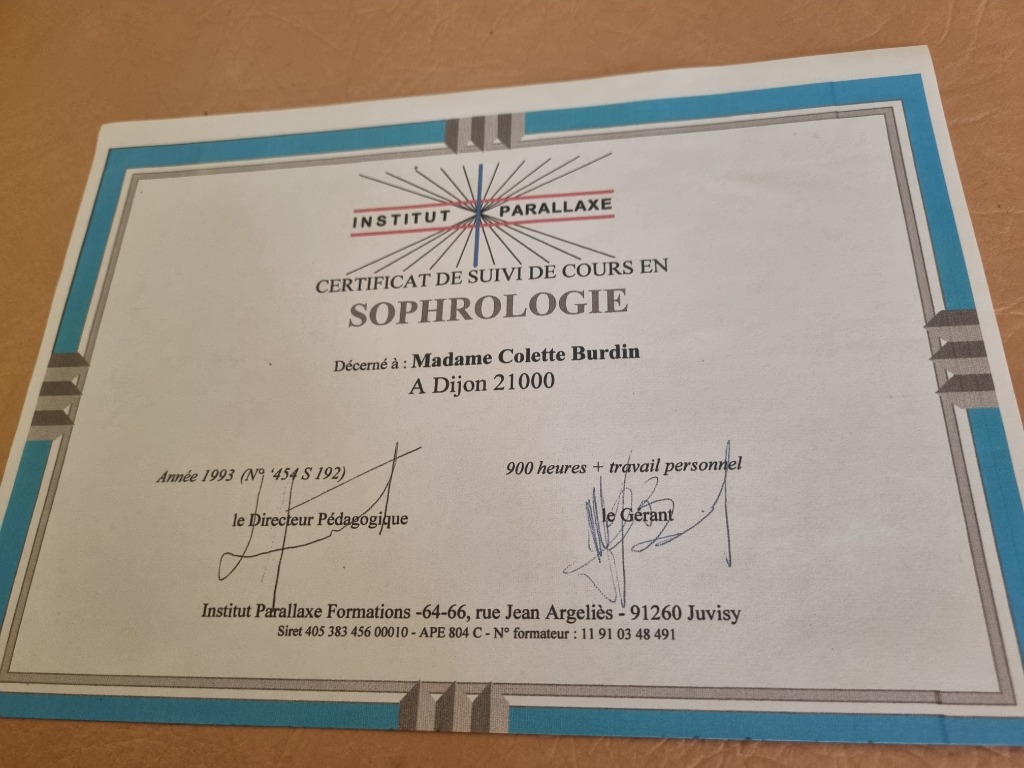 INSTITUT PARALLAXE
CERTIFICAT DE SUIVI DE COURS EN
SOPHROLOGIE
Décerné à : Madame Colette Burdin
A Dijon 21000
Année 1993 (N° '454 S 192)
900 heures + travail personnel
le Directeur Pédagogique
le Gérant
Institut Parallaxe Formations -64-66, rue Jean Argeliès - 91260 Juvisy
Siret 405 383 456 00010 - APE 804 C - N° formateur : 11 91 03 48 491